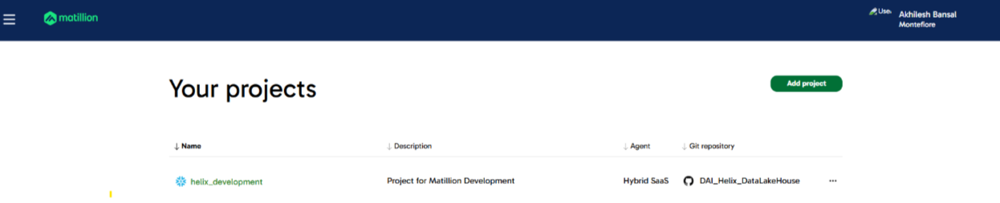 matillion
User
Akhilesh Bansal
Montefiore
Your projects
Add project
↓ Name ↓ Description ↓ Agent ↓ Git repository
helix_development Project for Matillion Development Hybrid SaaS DAI_Helix_DataLakeHouse ...